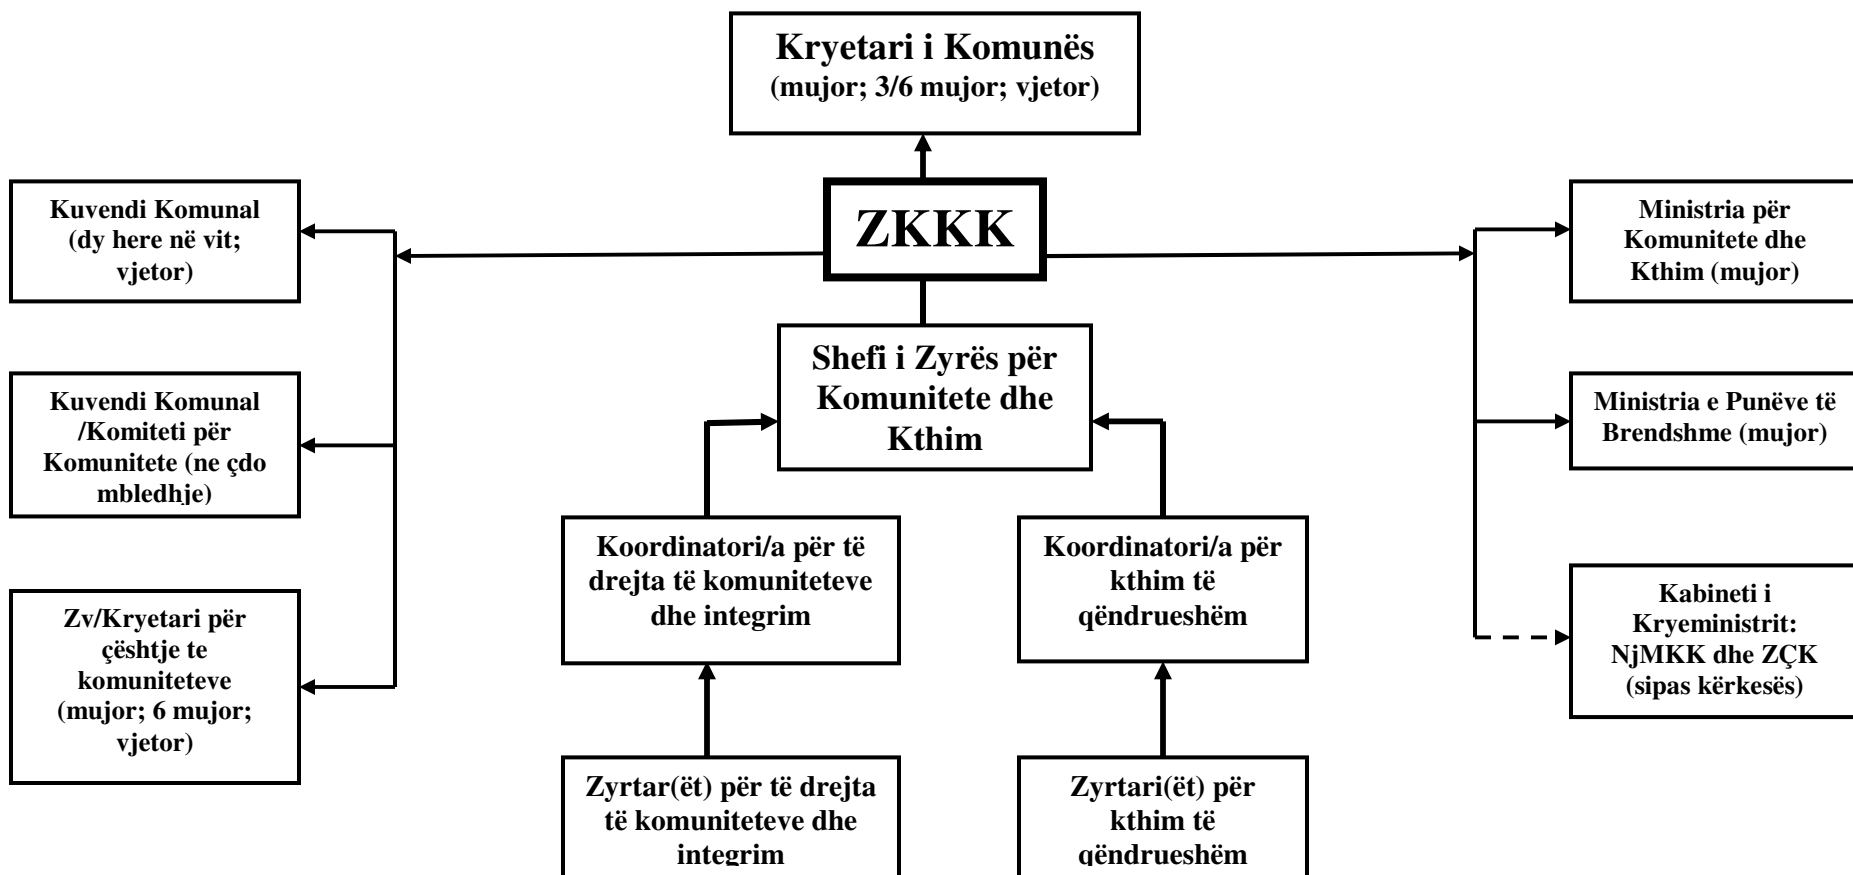 Kryetari i Komunës
(mujor; 3/6 mujor; vjetor)
ZKKK
Kuvendi Komunal
(dy here në vit;
vjetor)
Ministria për
Komunitete dhe
Kthim (mujor)
Shefi i Zyrës për
Komunitete dhe
Kthim
Kuvendi Komunal
/Komiteti për
Komunitete (ne çdo
mbledhje)
Ministria e Punëve të
Brendshme (mujor)
Koordinatori/a për të
drejta të komuniteteve
dhe integrim
Koordinatori/a për
kthim të
qëndrueshëm
Zv/Kryetari për
çështje te
komuniteteve
(mujor; 6 mujor;
vjetor)
Kabineti i
Kryeministrit:
NjMKK dhe ZÇK
(sipas kërkesës)
Zyrtar(ët) për të drejta
të komuniteteve dhe
integrim
Zyrtari(ët) për
kthim të
qëndrueshëm